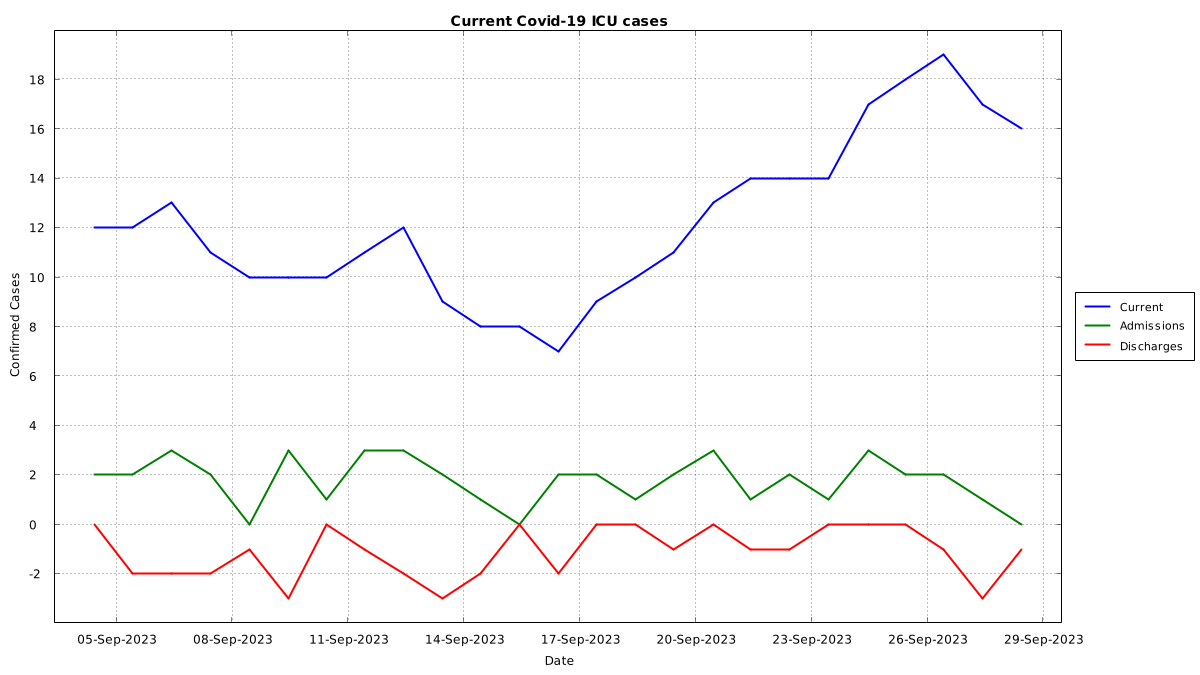 Current Covid-19 ICU cases
18
16
14
12
10
8
6
4
2
0
-2
Confirmed Cases
05-Sep-2023 08-Sep-2023 11-Sep-2023 14-Sep-2023 17-Sep-2023 20-Sep-2023 23-Sep-2023 26-Sep-2023 29-Sep-2023
Date
Current
Admissions
Discharges